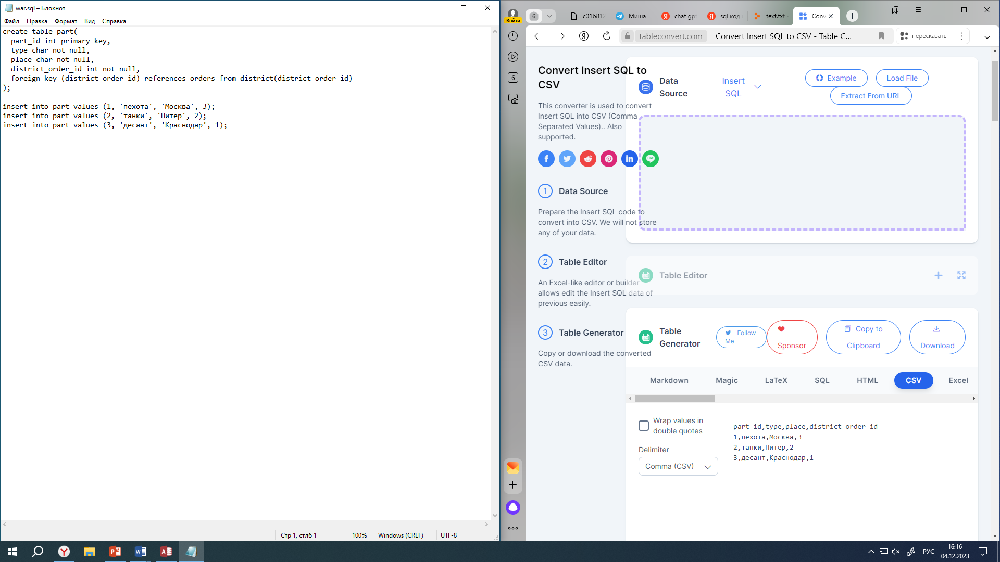 war.sql – Блокнот
Файл Правка Формат Вид Справка
create table part(
  part_id int primary key,
  type char not null,
  place char not null,
  district_order_id int not null,
  foreign key (district_order_id) references orders_from_district(district_order_id)
);
insert into part values (1, 'пехота', 'Москва', 3);
insert into part values (2, 'танки', 'Питер', 2);
insert into part values (3, 'десант', 'Краснодар', 1);
Стр 1, стлб 1 100% Windows (CRLF) UTF-8
Войти
6 c01b812 Миша chat gpt sql код text.txt Conv
tableconvert.com Convert Insert SQL to CSV - Table C... пересказать
6
Convert Insert SQL to
CSV
This converter is used to convert
Insert SQL into CSV (Comma
Separated Values).. Also
supported.
LINE
1 Data Source
Prepare the Insert SQL code to
convert into CSV. We will not store
any of your data.
2 Table Editor
An Excel-like editor or builder
allows edit the Insert SQL data of
previous easily.
3 Table Generator
Copy or download the converted
CSV data.
Data
Source
Insert
SQL
Example
Load File
Extract From URL
Table Editor
Table
Generator
Follow
Me
Sponsor
Copy to
Clipboard
Download
Markdown Magic LaTeX SQL HTML CSV Excel
Wrap values in
double quotes
Delimiter
Comma (CSV)
part_id,type,place,district_order_id
1,пехота,Москва,3
2,танки,Питер,2
3,десант,Краснодар,1
РУС
16:16
04.12.2023